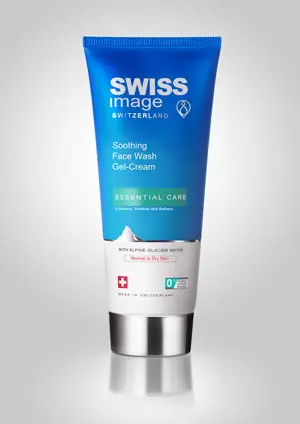 SWISS
image
SWITZERLAND
Soothing
Face Wash
Gel-Cream
ESSENTIAL CARE
Cleanses, Soothes and Softens
WITH ALPINE GLACIER WATER
Normal to Dry Skin
0%
MADE IN SWITZERLAND